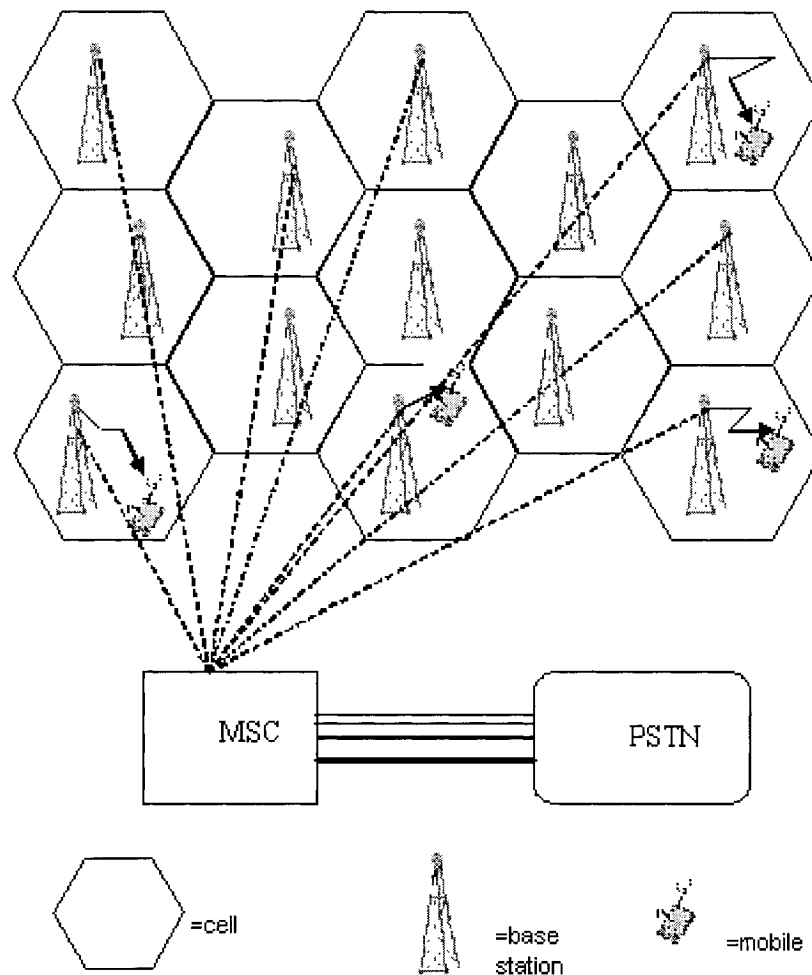 MSC
PSTN
=cell
=base
station
=mobile